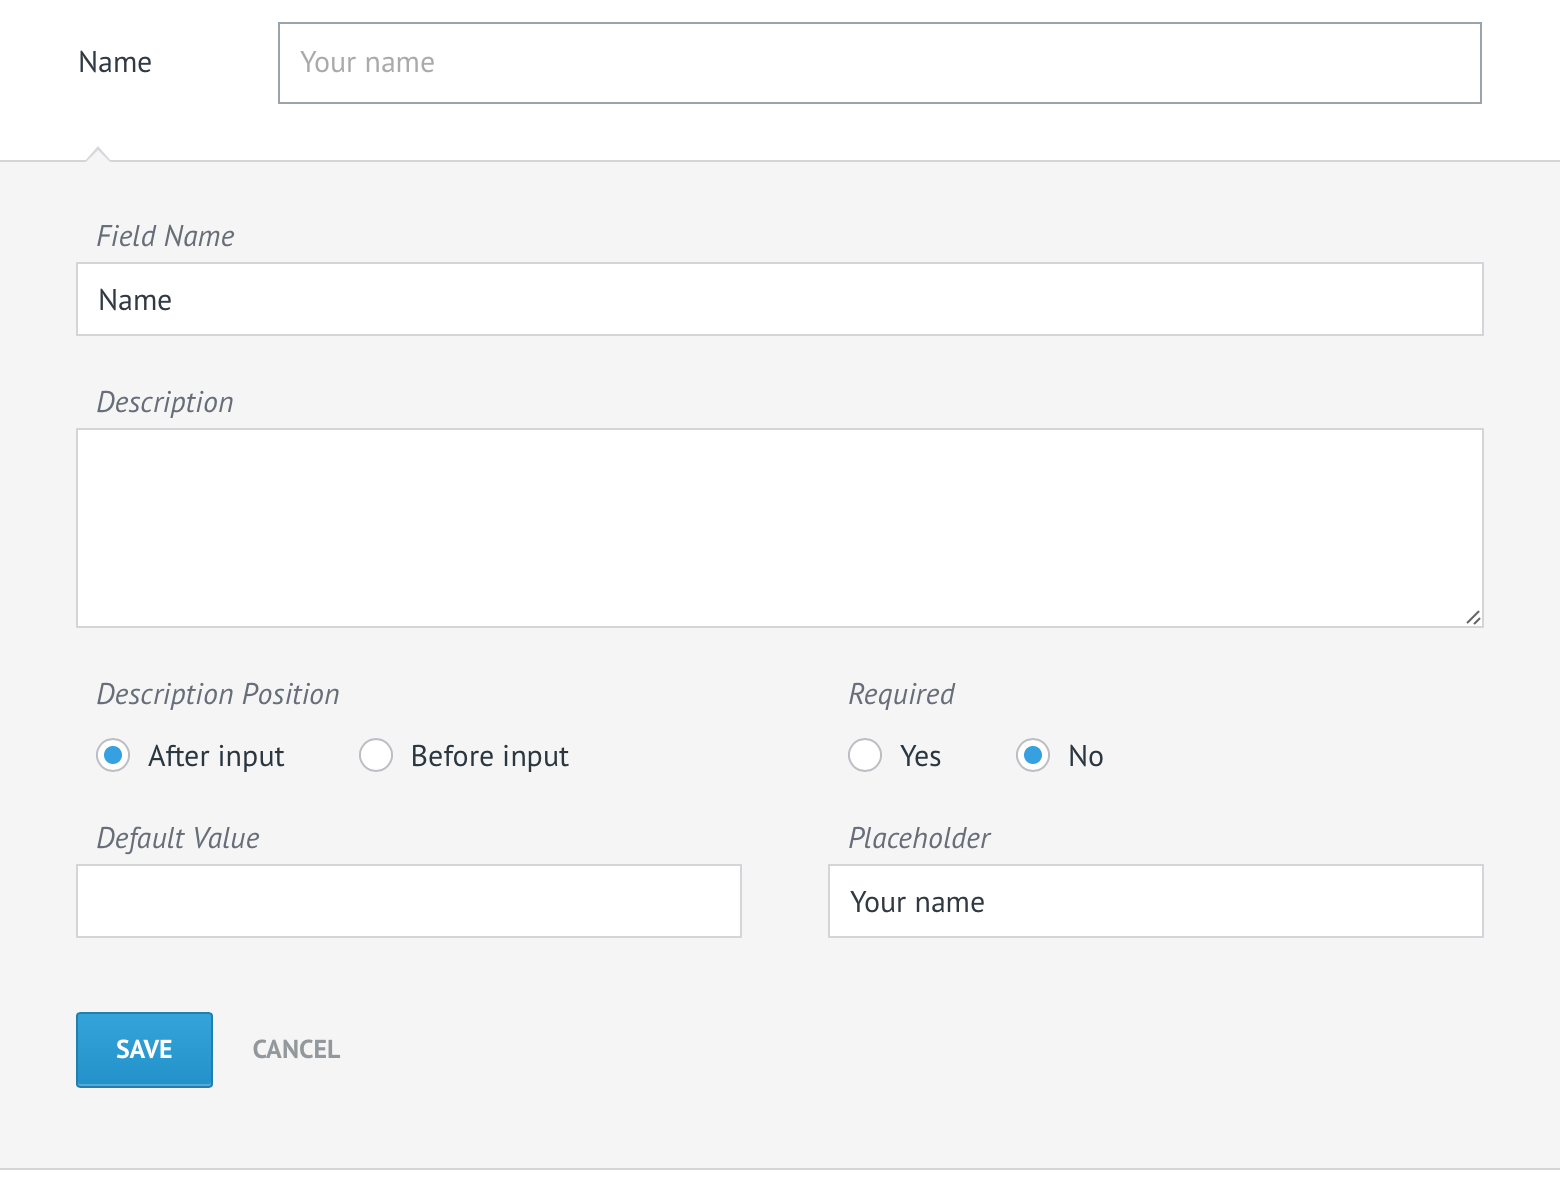 Name Your name
Field Name
Name
Description
Description Position Required
After input Before input Yes No
Default Value Placeholder
Your name
SAVE CANCEL